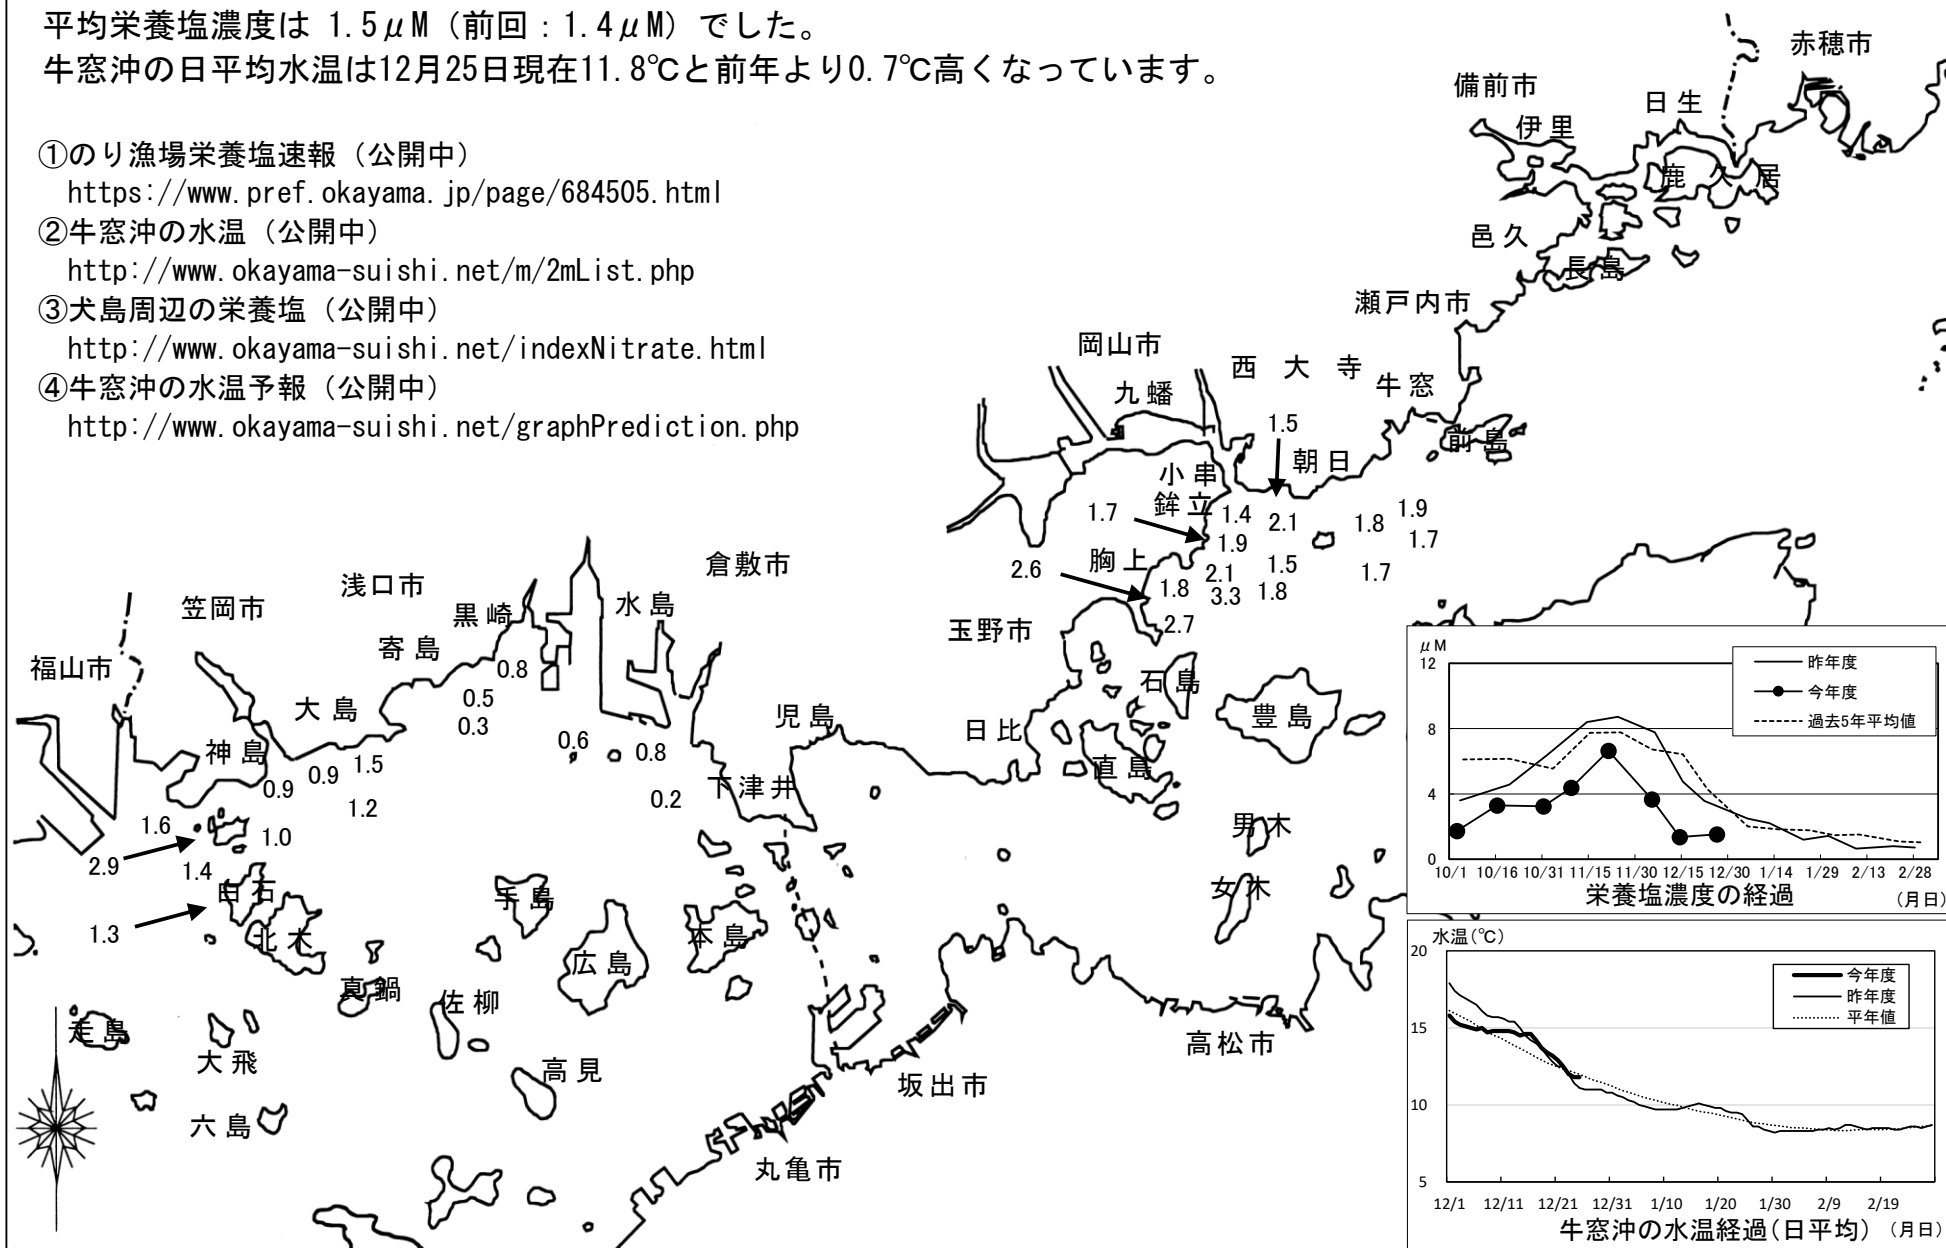 平均栄養塩濃度は 1.5μM（前回：1.4μM）でした。
牛窓沖の日平均水温は12月25日現在11.8℃と前年より0.7℃高くなっています。
①のり漁場栄養塩速報（公開中）
https://www.pref.okayama.jp/page/684505.html
②牛窓沖の水温（公開中）
http://www.okayama-suishi.net/m/2mList.php
③犬島周辺の栄養塩（公開中）
http://www.okayama-suishi.net/indexNitrate.html
④牛窓沖の水温予報（公開中）
http://www.okayama-suishi.net/graphPrediction.php
赤穂市
備前市
日生
伊里
鹿久居
邑久
長島
瀬戸内市
岡山市
西大寺
牛窓
九蟠
1.5
前島
朝日
小串
鉾立
1.7
1.4
2.1
1.8
1.9
1.9
1.7
胸上
2.6
1.5
2.1
1.7
1.8
3.3
1.8
2.7
倉敷市
浅口市
笠岡市
黒崎
水島
玉野市
寄島
福山市
0.8
石島
0.5
大島
0.3
児島
日比
豊島
0.6
0.8
神島
1.5
0.9
0.9
直島
下津井
0.2
1.2
1.6
1.0
男木
2.9
1.4
白石
手島
女木
1.3
北木
本島
広島
真鍋
佐柳
走島
大飛
高見
高松市
坂出市
六島
丸亀市
μM
12
8
4
0
昨年度
今年度
過去5年平均値
10/1 10/16 10/31 11/15 11/30 12/15 12/30 1/14 1/29 2/13 2/28
栄養塩濃度の経過
（月日）
水温(℃)
20
15
10
5
今年度
昨年度
平年値
12/1 12/11 12/21 12/31 1/10 1/20 1/30 2/9 2/19
牛窓沖の水温経過(日平均)
（月日）